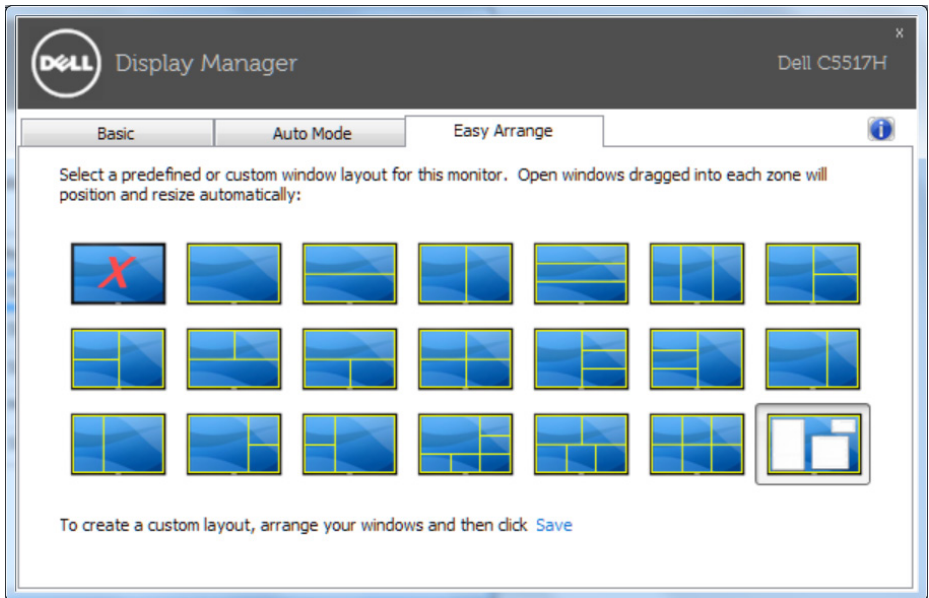 x
DELL Display Manager Dell C5517H
Basic Auto Mode Easy Arrange i
Select a predefined or custom window layout for this monitor. Open windows dragged into each zone will
position and resize automatically:
X
To create a custom layout, arrange your windows and then click Save